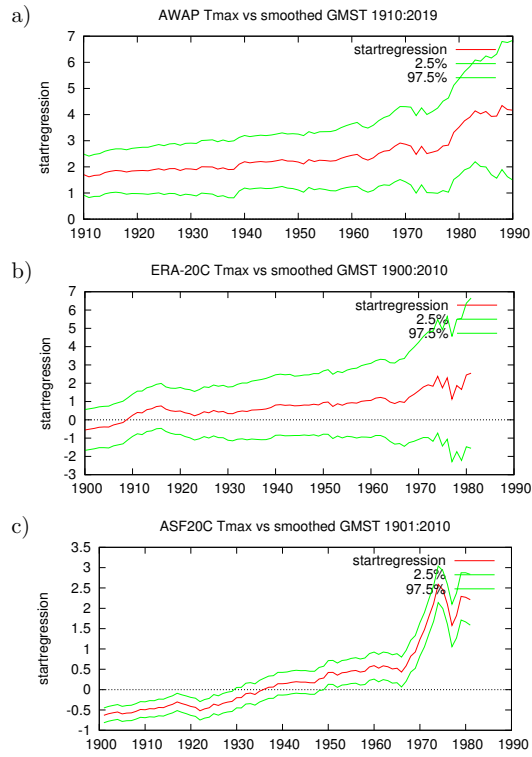 a)
AWAP Tmax vs smoothed GMST 1910:2019
startregression
2.5%
97.5%
startregression
7
6
5
4
3
2
1
0
1910 1920 1930 1940 1950 1960 1970 1980 1990
b)
ERA-20C Tmax vs smoothed GMST 1900:2010
startregression
2.5%
97.5%
startregression
7
6
5
4
3
2
1
0
-1
-2
-3
1900 1910 1920 1930 1940 1950 1960 1970 1980 1990
c)
ASF20C Tmax vs smoothed GMST 1901:2010
startregression
2.5%
97.5%
startregression
3.5
3
2.5
2
1.5
1
0.5
0
-0.5
-1
1900 1910 1920 1930 1940 1950 1960 1970 1980 1990